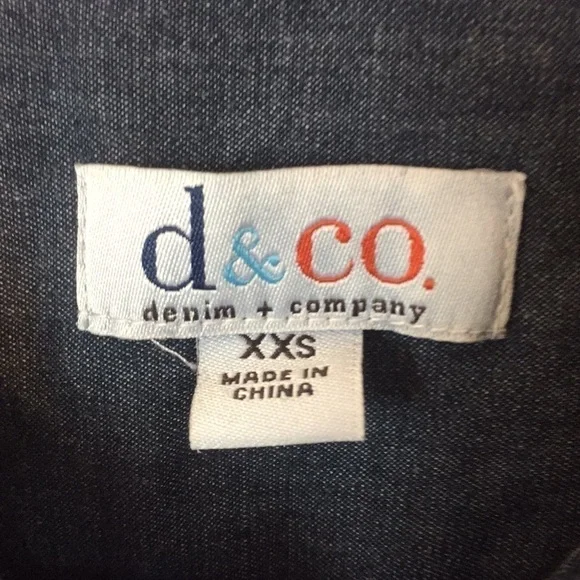 d&co.
denim + company
XXS
MADE IN
CHINA